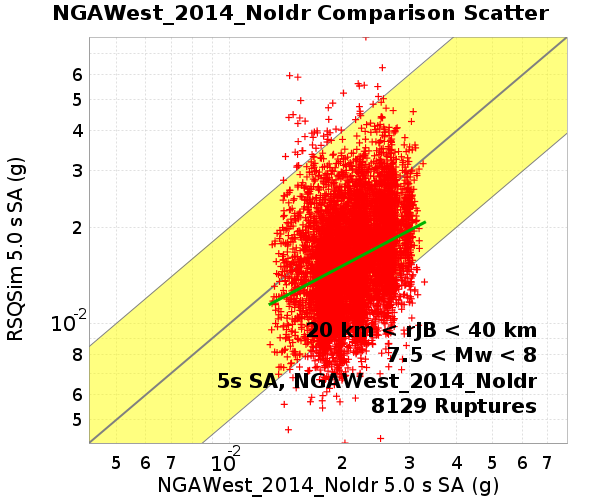 NGAWest_2014_NoIdr Comparison Scatter
6
5
4
3
2
10^-2
8
6
5
RSQSim 5.0 s SA (g)
20 km < rJB < 40 km
7.5 < Mw < 8
5s SA, NGAWest_2014_NoIdr
8129 Ruptures
5 6 7 10^-2 2 3 4 5 6 7
NGAWest_2014_NoIdr 5.0 s SA (g)